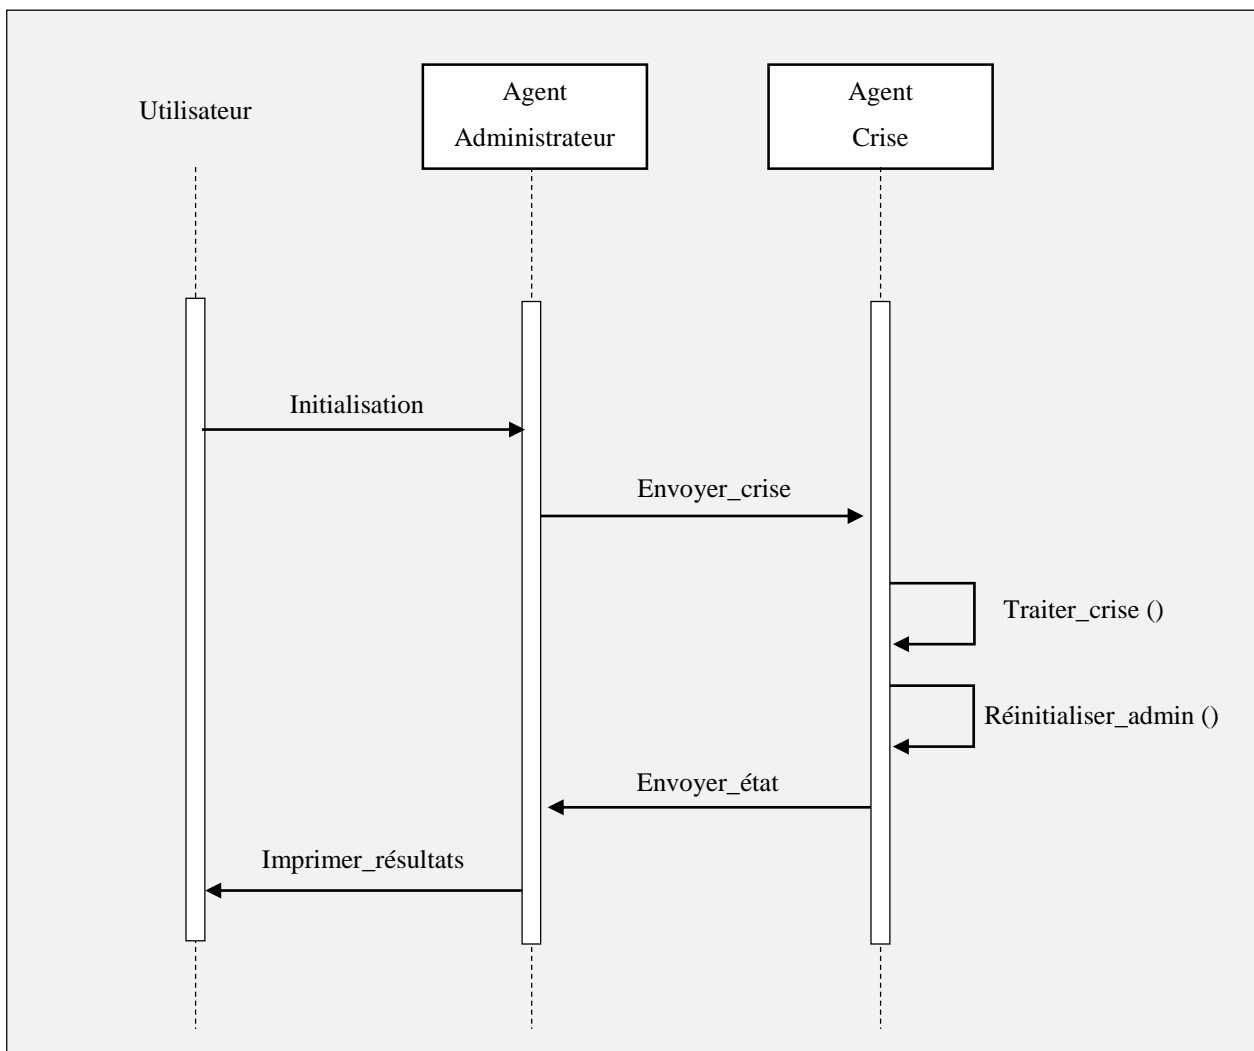 Utilisateur
Agent
Administrateur
Agent
Crise
Initialisation
Envoyer_crise
Traiter_crise ()
Réinitialiser_admin ()
Envoyer_état
Imprimer_résultats